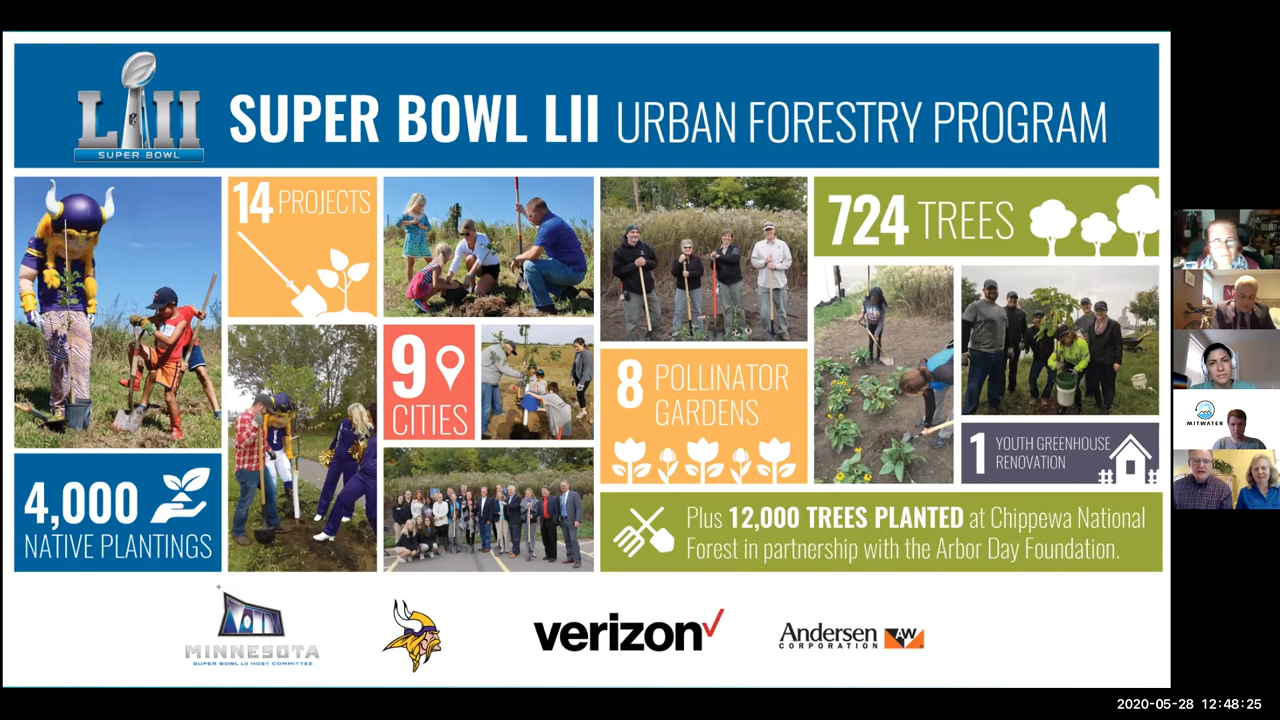 LII
SUPER BOWL
SUPER BOWL LII URBAN FORESTRY PROGRAM
14 PROJECTS
724 TREES
9
CITIES
8 POLLINATOR
GARDENS
1 YOUTH GREENHOUSE
RENOVATION
4,000
NATIVE PLANTINGS
Plus 12,000 TREES PLANTED at Chippewa National
Forest in partnership with the Arbor Day Foundation.
MINNESOTA
SUPER BOWL LII HOST COMMITTEE
verizon
Andersen
CORPORATION
AW
MITWATER
2020-05-28 12:48:25